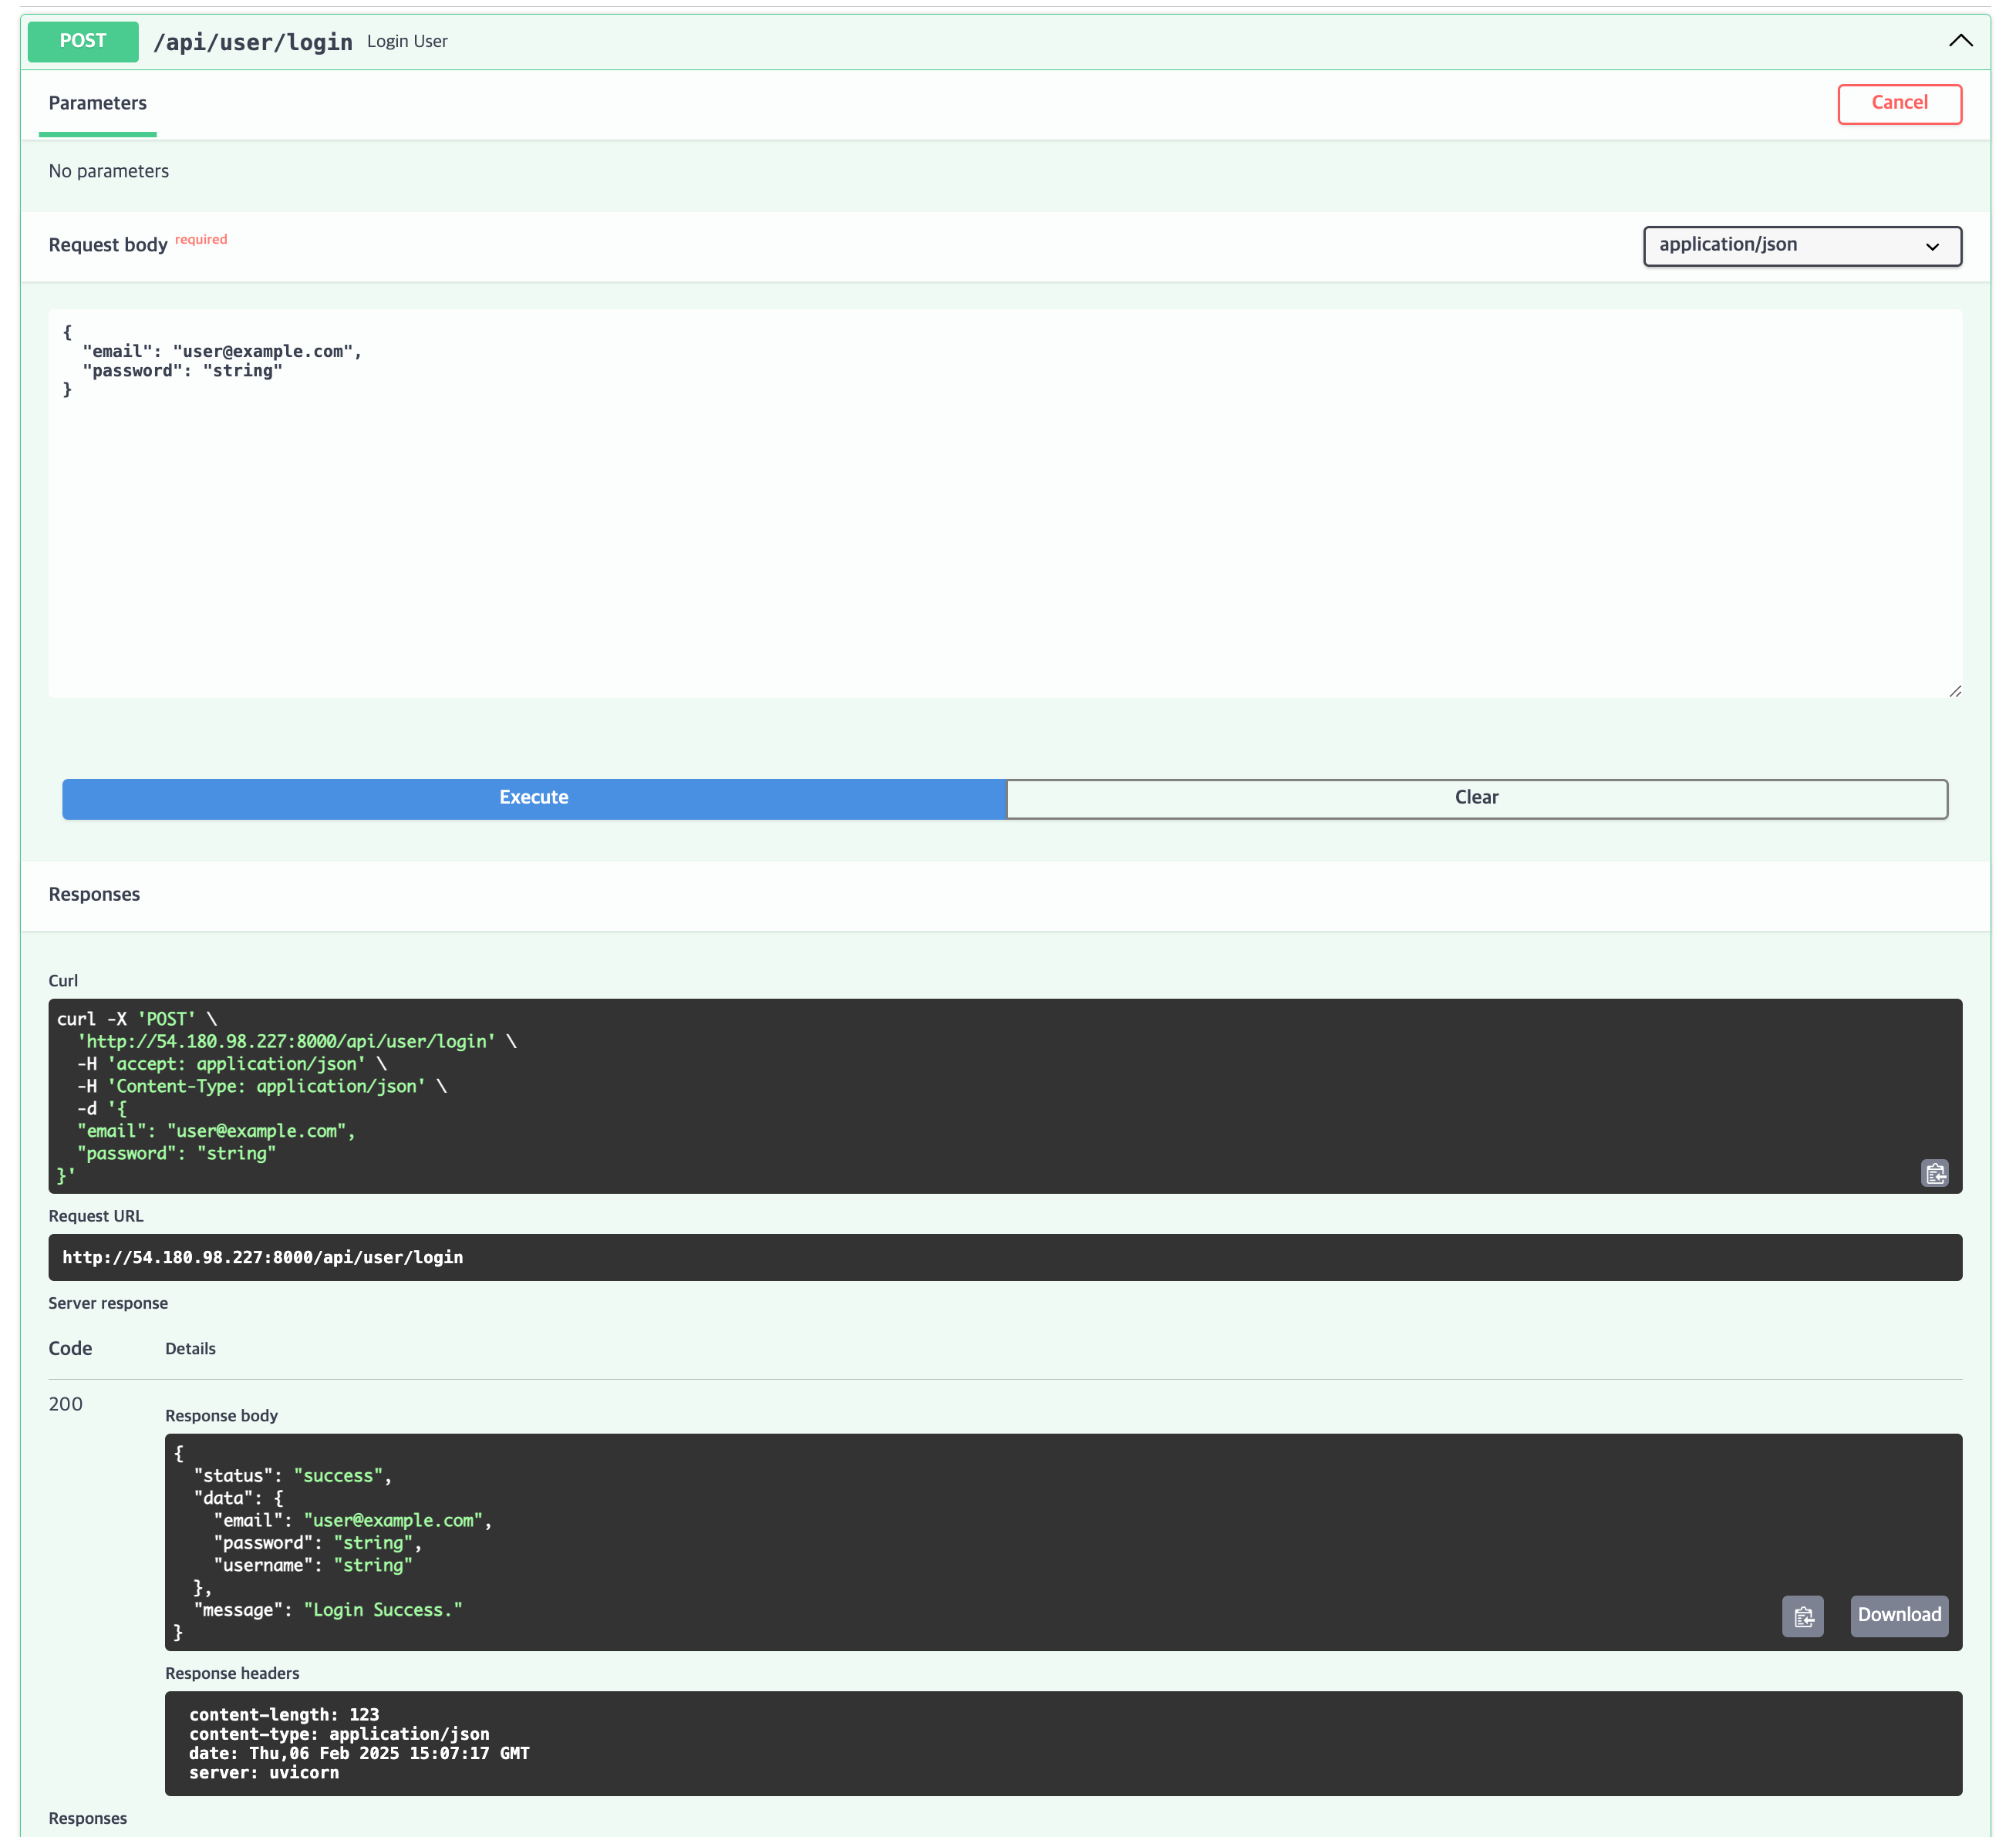 POST /api/user/login Login User
Parameters Cancel
No parameters
Request body required application/json
{
  "email": "user@example.com",
  "password": "string"
}
Execute Clear
Responses
Curl
curl -X 'POST' \
  'http://54.180.98.227:8000/api/user/login' \
  -H 'accept: application/json' \
  -H 'Content-Type: application/json' \
  -d '{
  "email": "user@example.com",
  "password": "string"
}'
Request URL
http://54.180.98.227:8000/api/user/login
Server response
Code Details
200
Response body
{
  "status": "success",
  "data": {
    "email": "user@example.com",
    "password": "string",
    "username": "string"
  },
  "message": "Login Success."
}
Download
Response headers
content-length: 123
content-type: application/json
date: Thu,06 Feb 2025 15:07:17 GMT
server: uvicorn
Responses